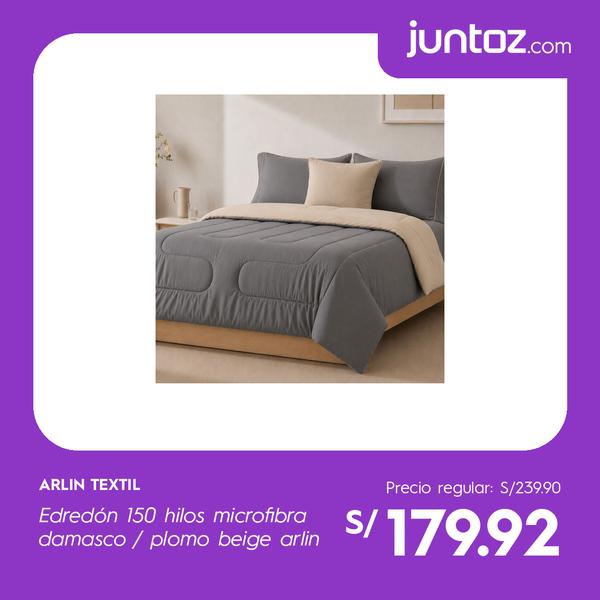 juntoz.com
ARLIN TEXTIL
Edredón 150 hilos microfibra
damasco / plomo beige arlin
Precio regular: S/239.90
S/ 179.92